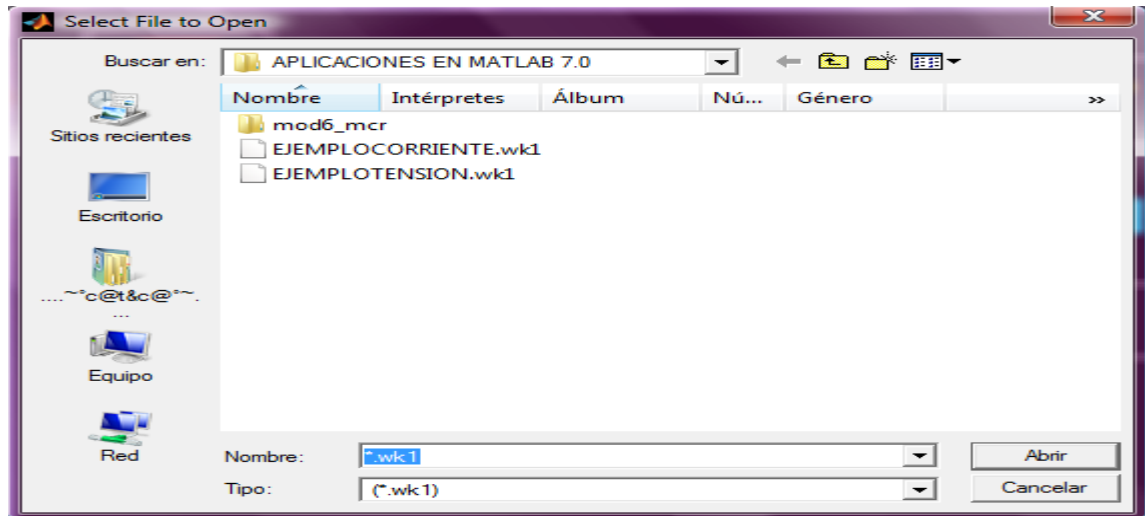 Select File to Open
Buscar en:
APLICACIONES EN MATLAB 7.0
Nombre Intérpretes Álbum Nú... Género »
Sitios recientes
mod6_mcr
EJEMPLOCORRIENTE.wk1
EJEMPLOTENSION.wk1
Escritorio
....~°c@t&c@°~.
...
Equipo
Red
Nombre: *.wk1 Abrir
Tipo: (*.wk1) Cancelar